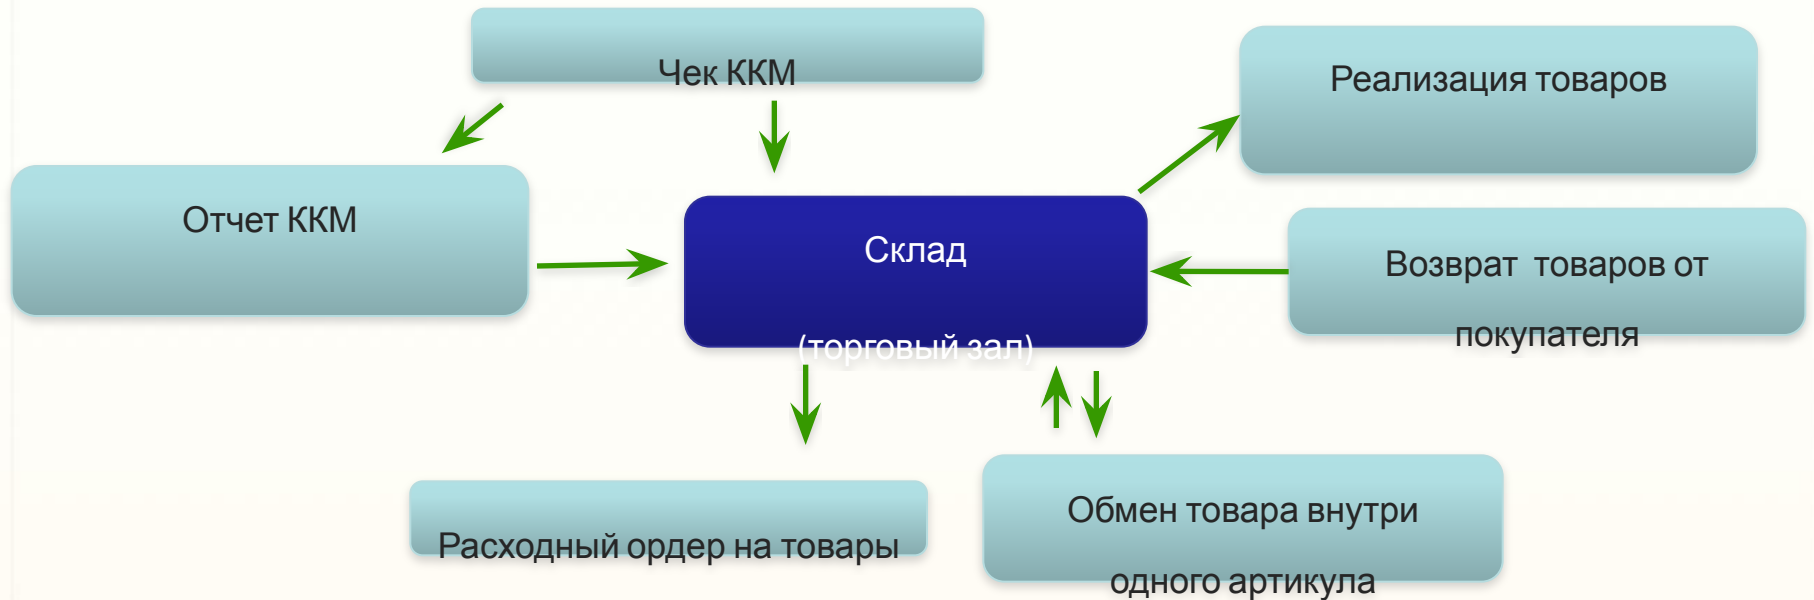 Чек ККМ
Реализация товаров
Отчет ККМ
Склад
(торговый зал)
Возврат товаров от
покупателя
Расходный ордер на товары
Обмен товара внутри
одного артикула